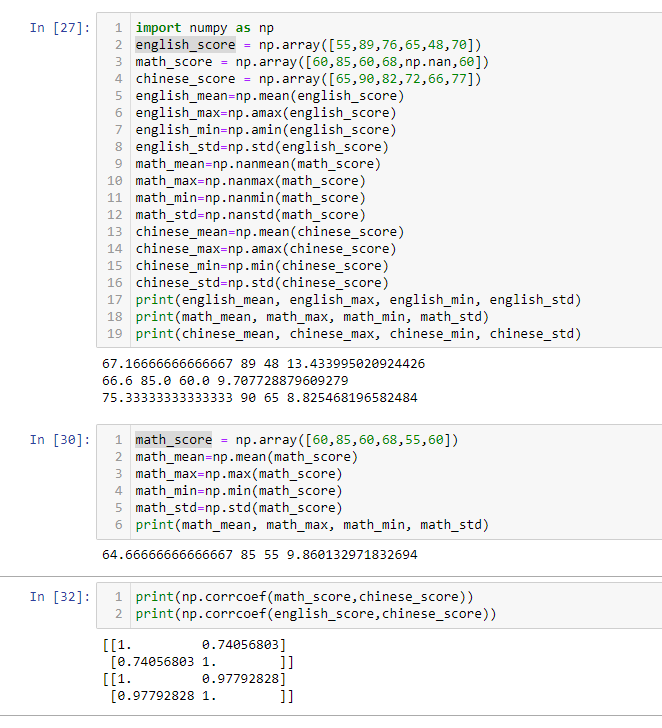 In [27]:
1 import numpy as np
2 english_score = np.array([55,89,76,65,48,70])
3 math_score = np.array([60,85,60,68,np.nan,60])
4 chinese_score = np.array([65,90,82,72,66,77])
5 english_mean=np.mean(english_score)
6 english_max=np.amax(english_score)
7 english_min=np.amin(english_score)
8 english_std=np.std(english_score)
9 math_mean=np.nanmean(math_score)
10 math_max=np.nanmax(math_score)
11 math_min=np.nanmin(math_score)
12 math_std=np.nanstd(math_score)
13 chinese_mean=np.mean(chinese_score)
14 chinese_max=np.amax(chinese_score)
15 chinese_min=np.min(chinese_score)
16 chinese_std=np.std(chinese_score)
17 print(english_mean, english_max, english_min, english_std)
18 print(math_mean, math_max, math_min, math_std)
19 print(chinese_mean, chinese_max, chinese_min, chinese_std)
67.16666666666667 89 48 13.433995020924426
66.6 85.0 60.0 9.707728879609279
75.33333333333333 90 65 8.825468196582484
In [30]:
1 math_score = np.array([60,85,60,68,55,60])
2 math_mean=np.mean(math_score)
3 math_max=np.max(math_score)
4 math_min=np.min(math_score)
5 math_std=np.std(math_score)
6 print(math_mean, math_max, math_min, math_std)
64.66666666666667 85 55 9.860132971832694
In [32]:
1 print(np.corrcoef(math_score,chinese_score))
2 print(np.corrcoef(english_score,chinese_score))
[[1.         0.74056803]
 [0.74056803 1.        ]]
[[1.         0.97792828]
 [0.97792828 1.        ]]